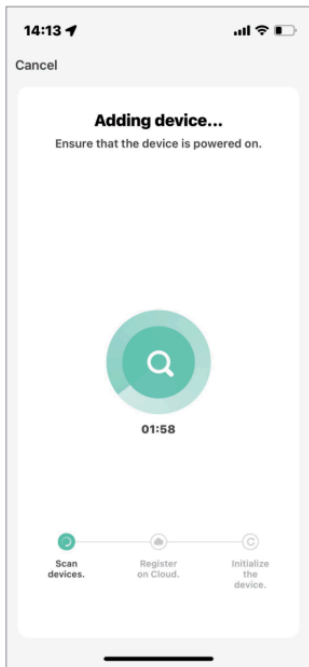 14:13
Cancel
Adding device...
Ensure that the device is powered on.
01:58
Scan
devices.
Register
on Cloud.
Initialize
the
device.